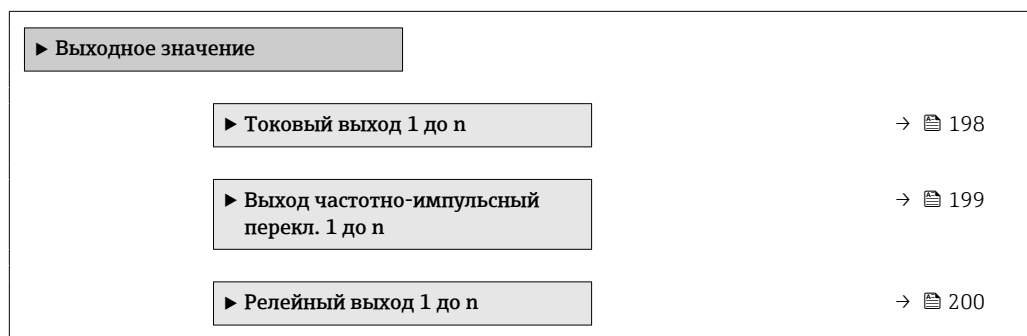 ▶ Выходное значение
▶ Токовый выход 1 до n → 198
▶ Выход частотно-импульсный
перекл. 1 до n → 199
▶ Релейный выход 1 до n → 200